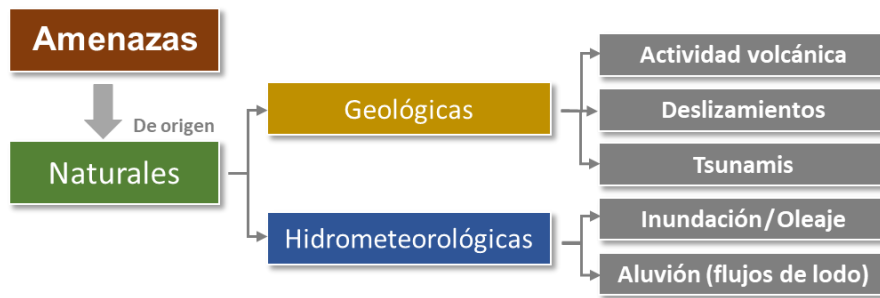 Amenazas
De origen
Naturales
Geológicas
Actividad volcánica
Deslizamientos
Tsunamis
Hidrometeorológicas
Inundación/Oleaje
Aluvión (flujos de lodo)